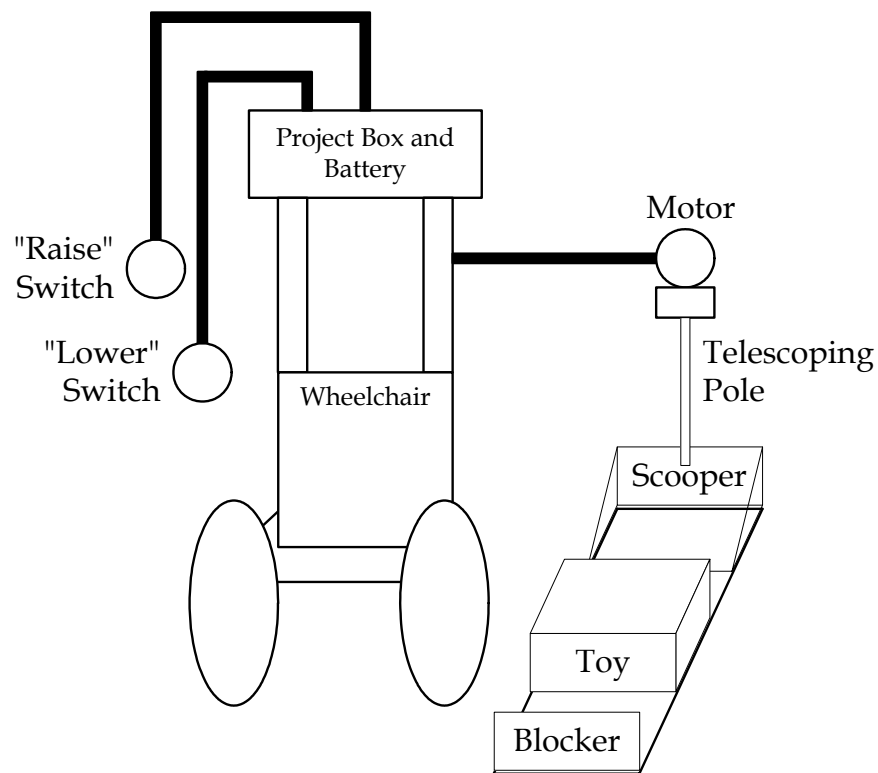 Project Box and
Battery
Motor
"Raise"
Switch
"Lower"
Switch
Telescoping
Pole
Wheelchair
Scooper
Toy
Blocker